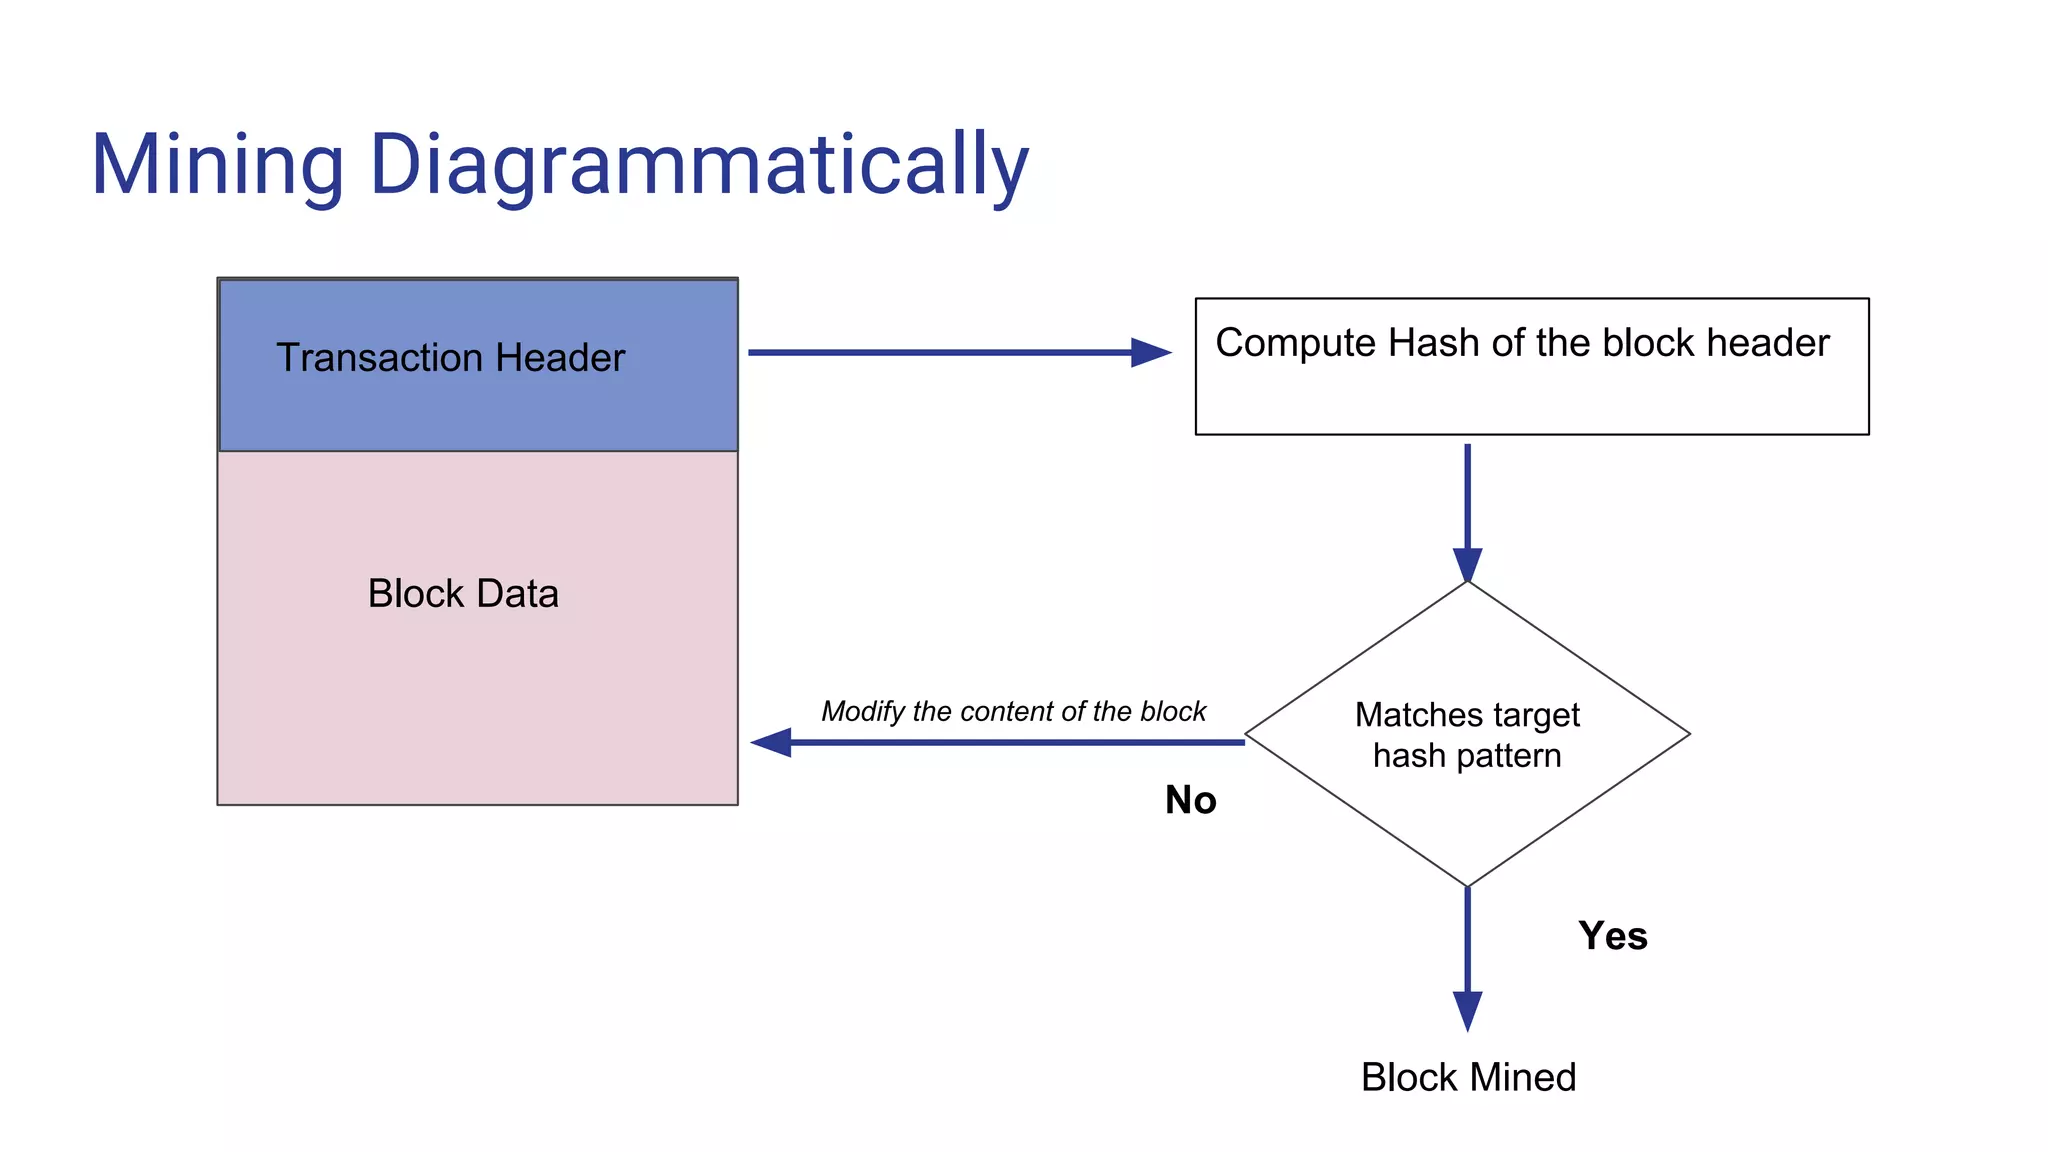 Mining Diagrammatically
Transaction Header
Compute Hash of the block header
Block Data
Modify the content of the block
Matches target
hash pattern
No
Yes
Block Mined